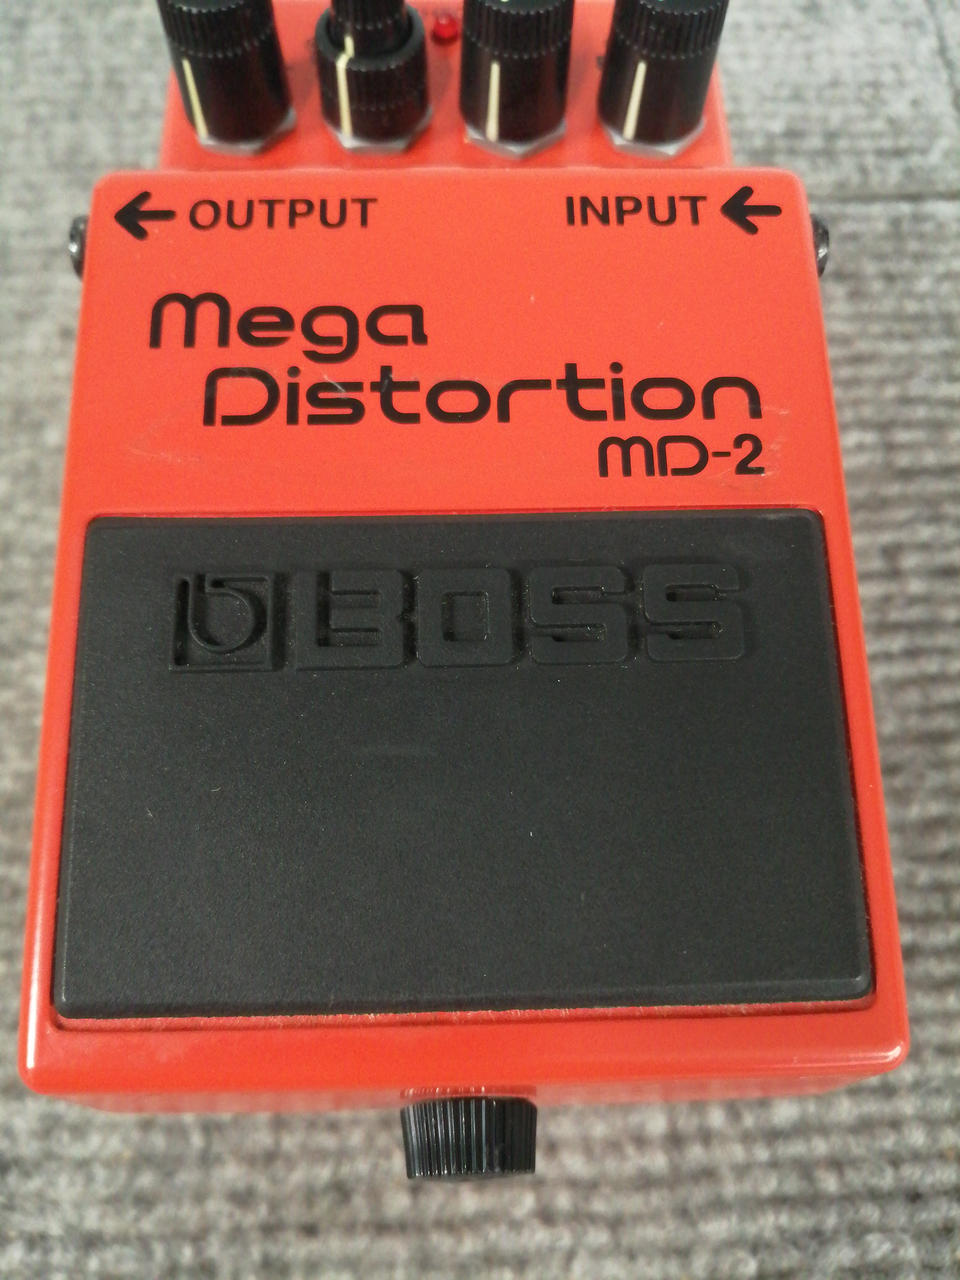 ← OUTPUT INPUT ←
Mega
Distortion
MD-2
BOSS